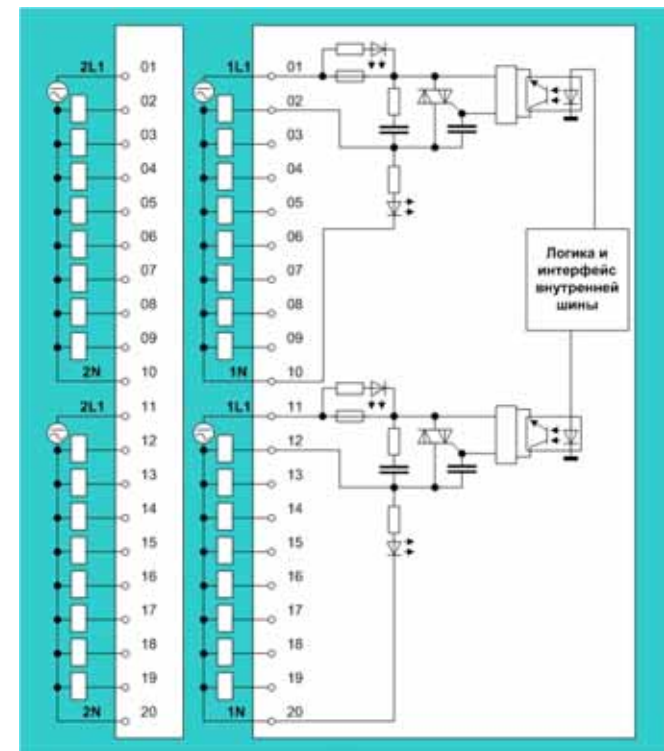 2L1 01 1L1 01
02 02
03 03
04 04
05 05
06 06
07 07
08 08
09 09
2N 10 1N 10
Логика и
интерфейс
внутренней
шины
2L1 11 1L1 11
12 12
13 13
14 14
15 15
16 16
17 17
18 18
19 19
2N 20 1N 20